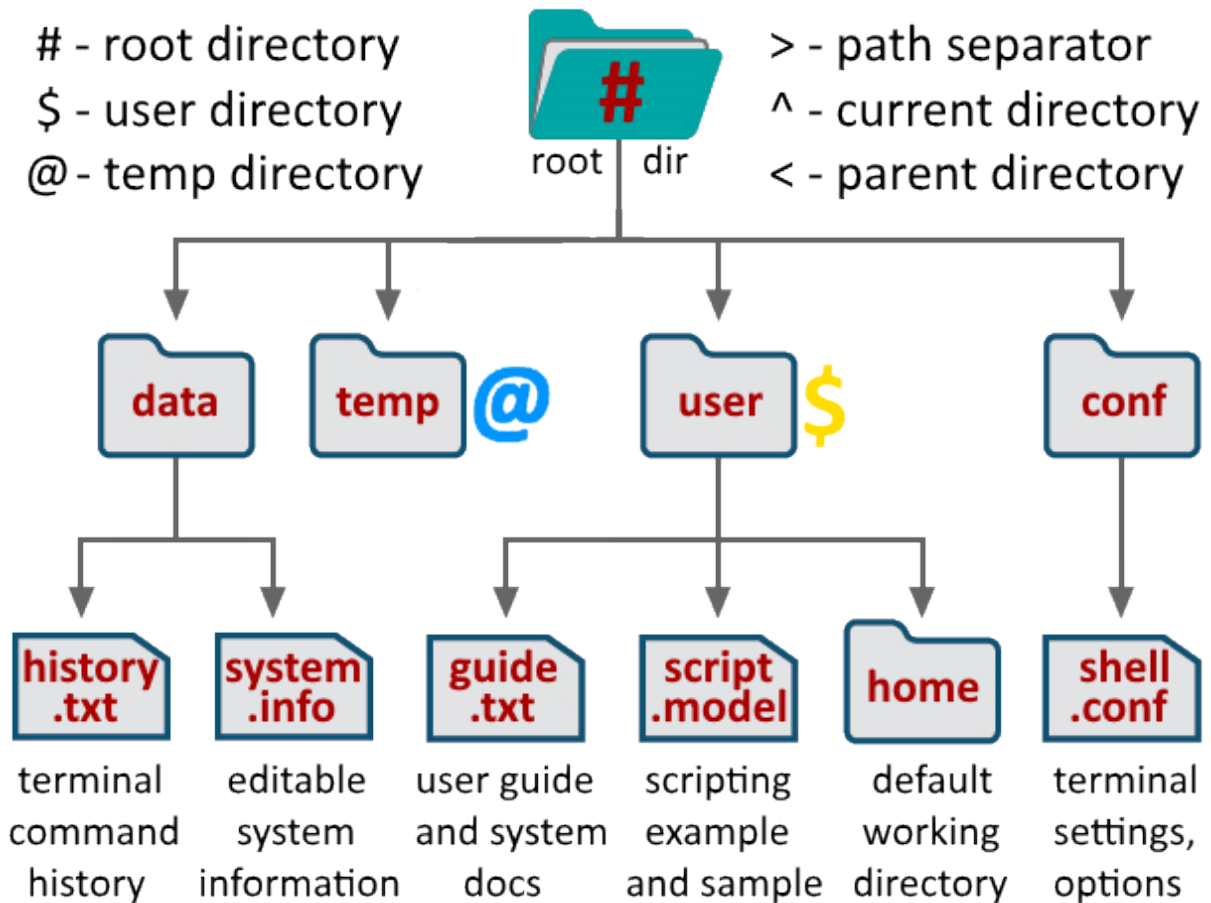 # - root directory
$ - user directory
@ - temp directory
#
root dir
> - path separator
^ - current directory
< - parent directory
data
temp
@
user
$
conf
history
.txt
system
.info
guide
.txt
script
.model
home
shell
.conf
terminal
command
history
editable
system
information
user guide
and system
docs
scripting
example
and sample
default
working
directory
terminal
settings,
options